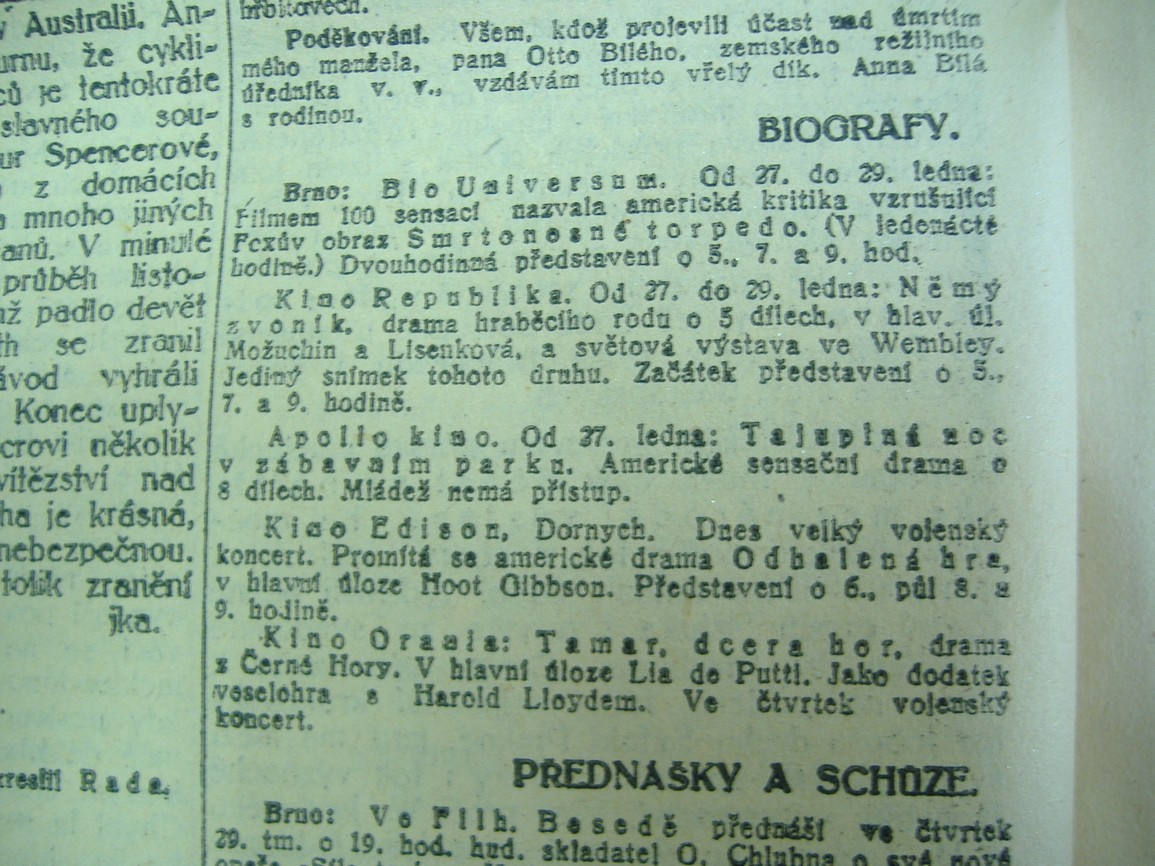 y Australii. An-
urnu, že cykli-
ců je tentokráte
slavného sou-
ur Spencerové,
z domácích
mnoho jiných
anů. V minulé
průběh listo-
ž padlo devět
th se zranil
ávod vyhráli
Konec uply-
crovi několik
vítězství nad
ha je krásná,
nebezpečnou.
tolik zranění
jka.
kreslil Rada.
hřbitovech.
Poděkování. Všem, kdož projevili účast nad úmrtím
mého manžela, pana Otto Bílého, zemského režijního
úředníka v. v., vzdávám tímto vřelý dík. Anna Bílá
s rodinou.
BIOGRAFY.
Brno: Bio Universum. Od 27. do 29. ledna:
Filmem 100 sensací nazvala americká kritika vzrušující
Foxův obraz Smrtonosné torpedo. (V jedenácté
hodině.) Dvouhodinná představení o 5., 7. a 9. hod.
Kino Republika. Od 27. do 29. ledna: Němý
zvoník, drama hraběcího rodu o 5 dílech, v hlav. úl.
Možuchin a Lisenková, a světová výstava ve Wembley.
Jediný snímek tohoto druhu. Začátek představení o 5.,
7. a 9. hodině.
Apollo kino. Od 27. ledna: Tajuplná noc
v zábavním parku. Americké sensační drama o
8 dílech. Mládež nemá přístup.
Kino Edison, Dornych. Dnes velký volenský
koncert. Promítá se americké drama Odhalená hra,
v hlavní úloze Hoot Gibbson. Představení o 6., půl 8. a
9. hodině.
Kino Orania: Tamar, dcera hor, drama
z Černé Hory. V hlavní úloze Lia de Putti. Jako dodatek
veselohra s Harold Lloydem. Ve čtvrtek volenský
koncert.
PŘEDNÁŠKY A SCHŮZE.
Brno: Ve Filh. Besedě přednáší ve čtvrtek
29. tm. o 19. hod. hud. skladatel O. Chlubna o své nové